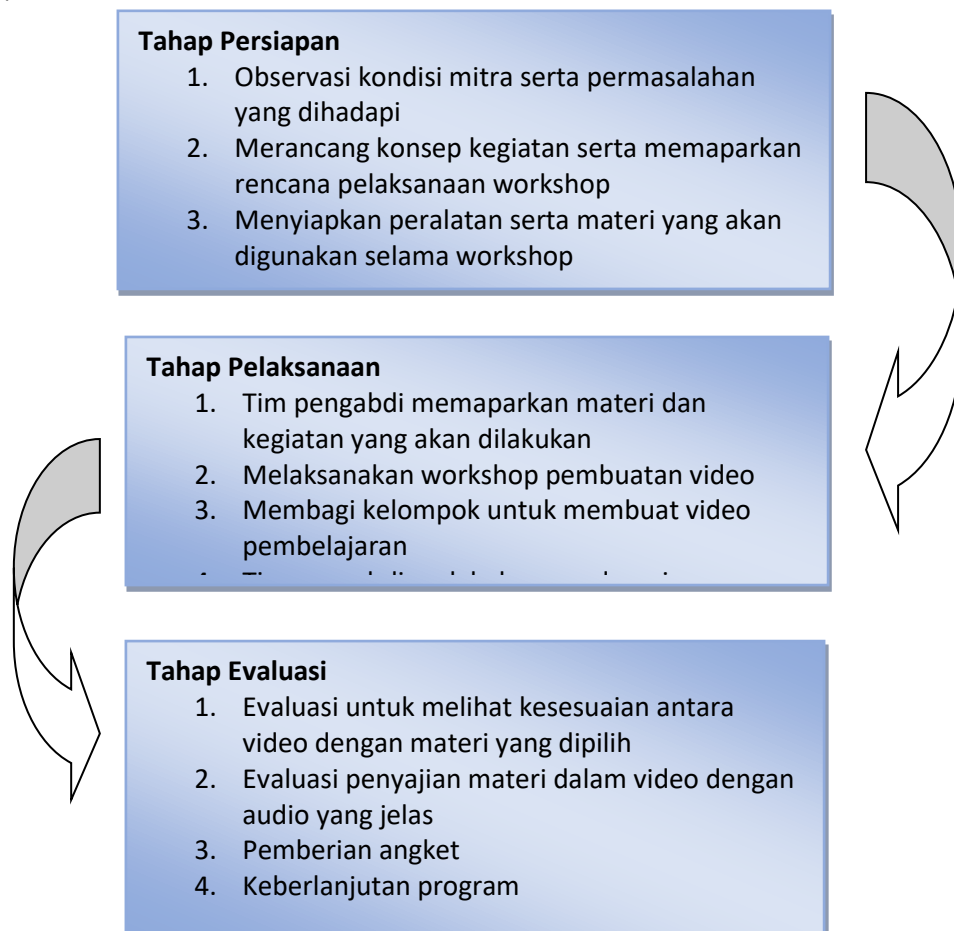 Tahap Persiapan
1. Observasi kondisi mitra serta permasalahan
yang dihadapi
2. Merancang konsep kegiatan serta memaparkan
rencana pelaksanaan workshop
3. Menyiapkan peralatan serta materi yang akan
digunakan selama workshop
Tahap Pelaksanaan
1. Tim pengabdi memaparkan materi dan
kegiatan yang akan dilakukan
2. Melaksanakan workshop pembuatan video
3. Membagi kelompok untuk membuat video
pembelajaran
Tahap Evaluasi
1. Evaluasi untuk melihat kesesuaian antara
video dengan materi yang dipilih
2. Evaluasi penyajian materi dalam video dengan
audio yang jelas
3. Pemberian angket
4. Keberlanjutan program